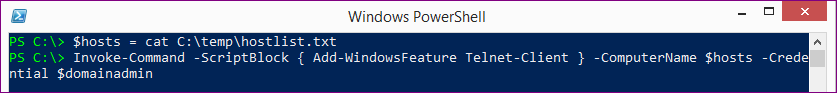 Windows PowerShell
PS C:\> $hosts = cat C:\temp\hostlist.txt
PS C:\> Invoke-Command -ScriptBlock { Add-WindowsFeature Telnet-Client } -ComputerName $hosts -Crede
ntial $domainadmin